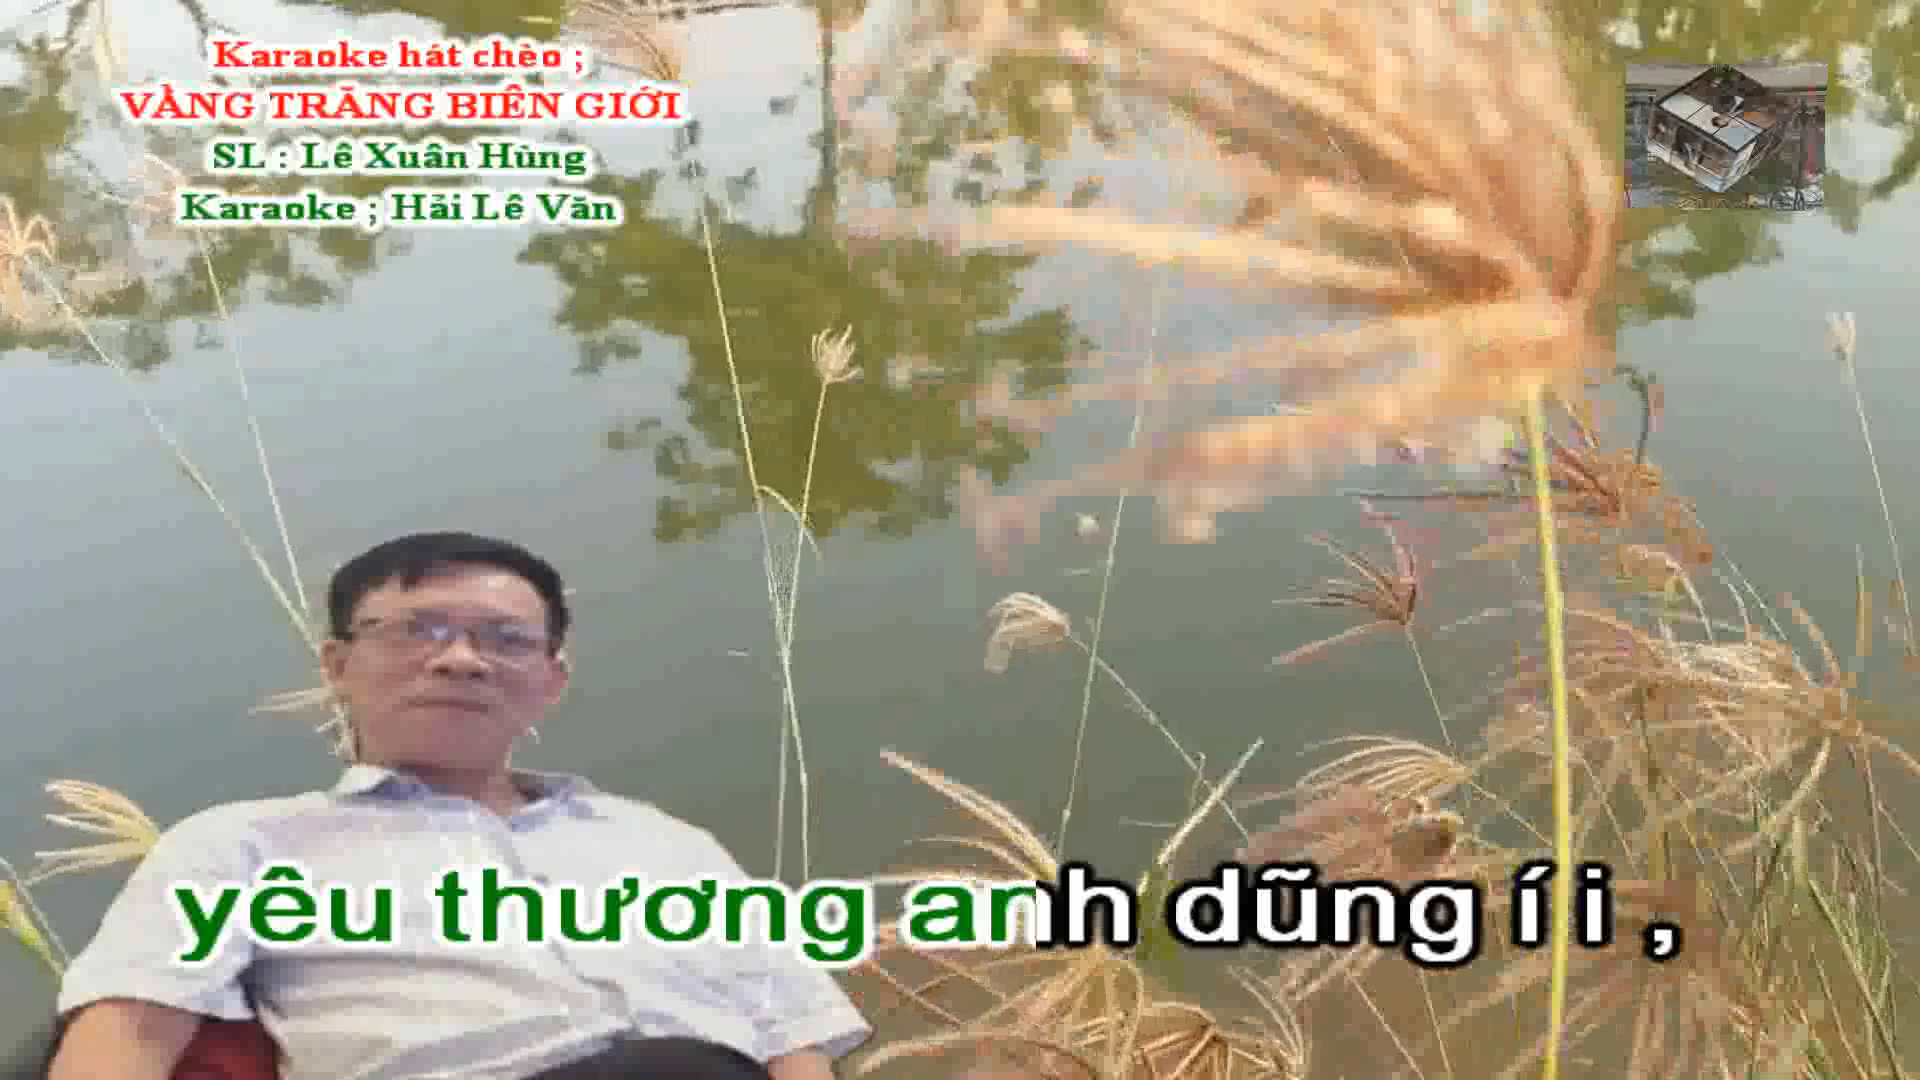 Karaoke hát chèo ;
VẦNG TRĂNG BIÊN GIỚI
SL : Lê Xuân Hùng
Karaoke ; Hải Lê Văn
yêu thương anh dũng í i ,